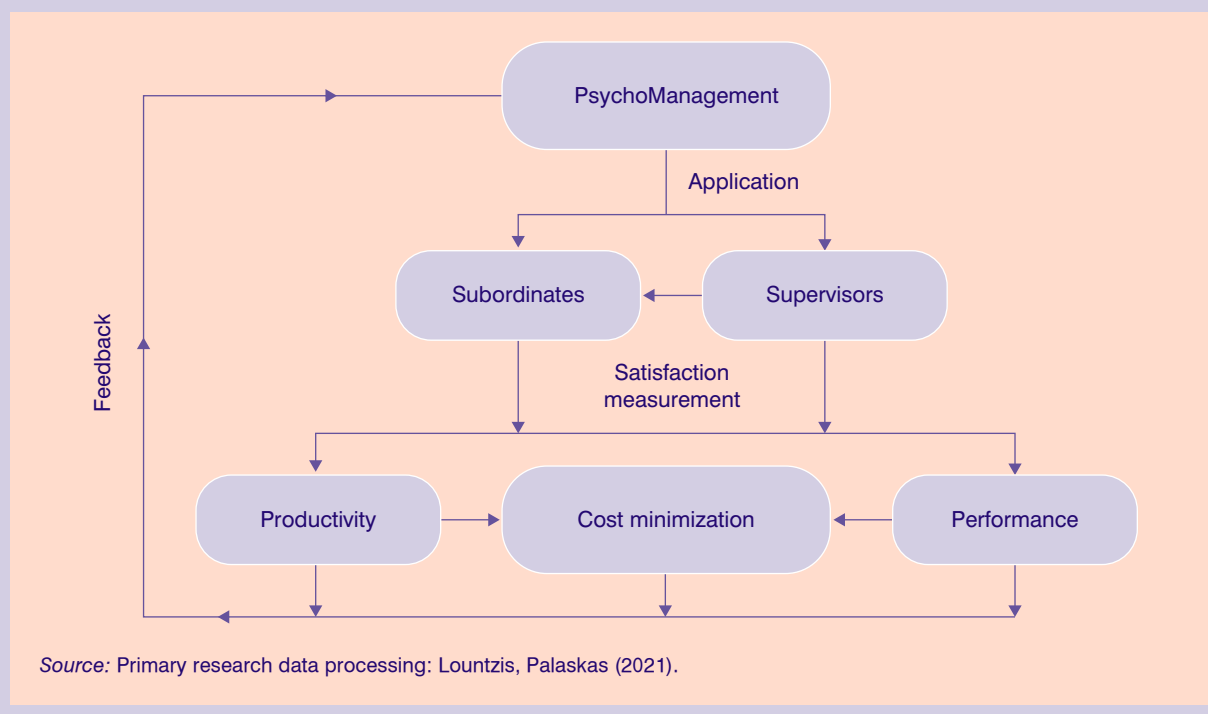 PsychoManagement
Application
Subordinates
Supervisors
Feedback
Satisfaction
measurement
Productivity
Cost minimization
Performance
Source: Primary research data processing: Lountzis, Palaskas (2021).